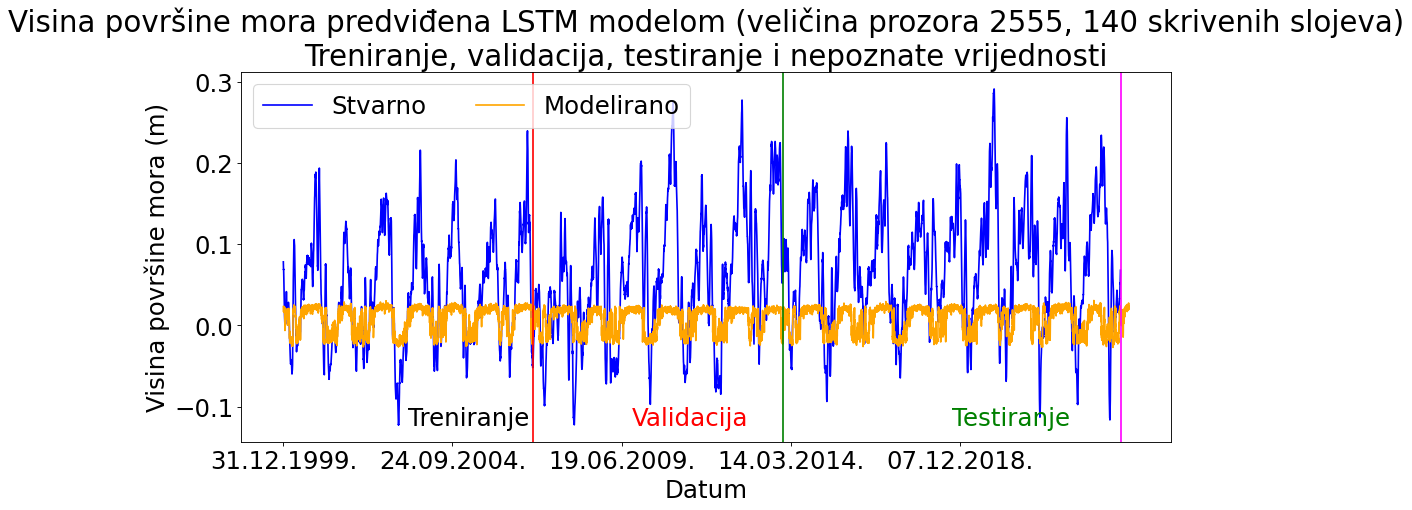 Visina površine mora predviđena LSTM modelom (veličina prozora 2555, 140 skrivenih slojeva)
Treniranje, validacija, testiranje i nepoznate vrijednosti
Stvarno
Modelirano
Visina površine mora (m)
0.3
0.2
0.1
0.0
−0.1
Treniranje
Validacija
Testiranje
31.12.1999.
24.09.2004.
19.06.2009.
14.03.2014.
07.12.2018.
Datum